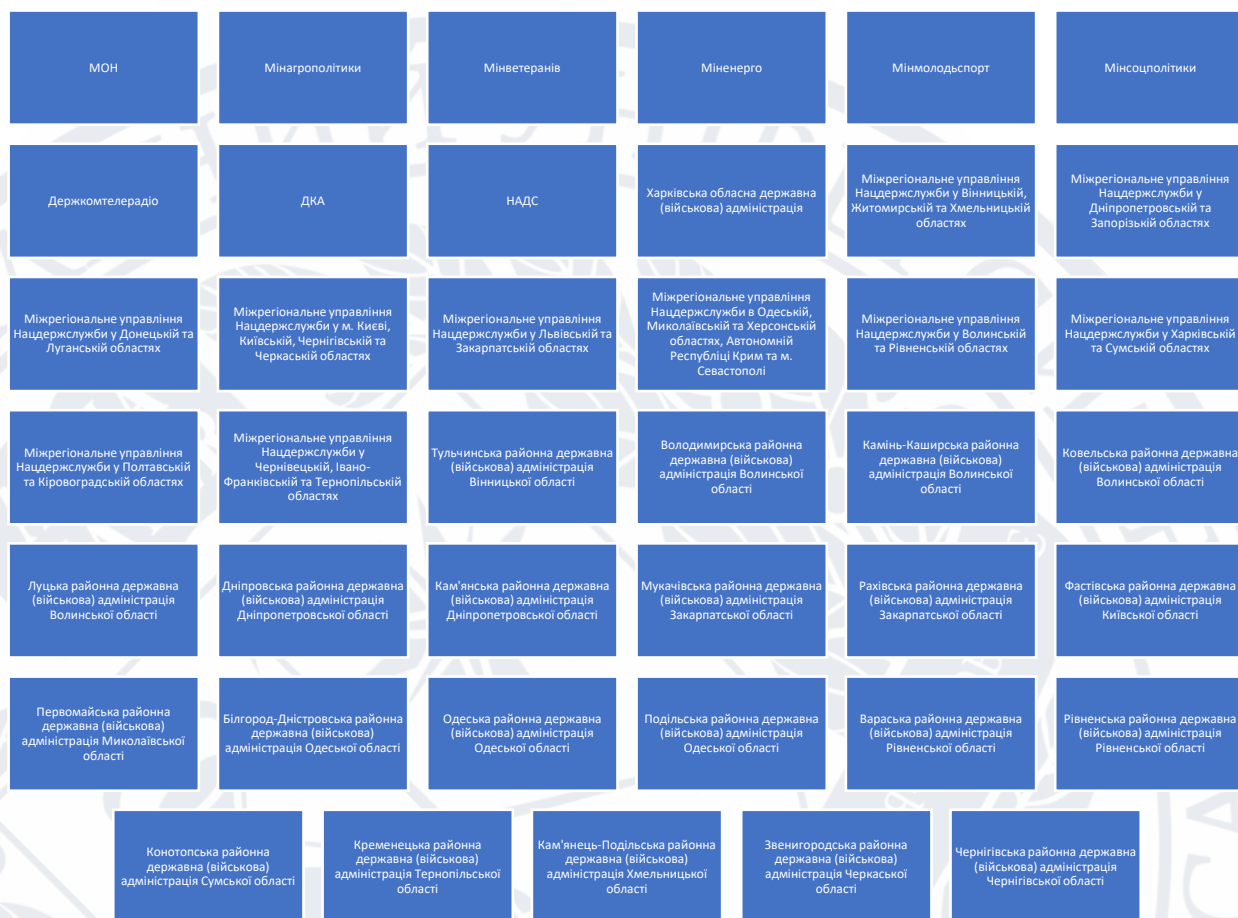 МОН
Мінагрополітики
Мінветеранів
Міненерго
Мінмолодьспорт
Мінсоцполітики
Держкомтелерадіо
ДКА
НАДС
Харківська обласна державна
(військова) адміністрація
Міжрегіональне управління
Нацдержслужби у Вінницькій,
Житомирській та Хмельницькій
областях
Міжрегіональне управління
Нацдержслужби у
Дніпропетровській та
Запорізькій областях
Міжрегіональне управління
Нацдержслужби у Донецькій та
Луганській областях
Міжрегіональне управління
Нацдержслужби у м. Києві,
Київській, Чернігівській та
Черкаській областях
Міжрегіональне управління
Нацдержслужби у Львівській та
Закарпатській областях
Міжрегіональне управління
Нацдержслужби в Одеській,
Миколаївській та Херсонській
областях, Автономній
Республіці Крим та м.
Севастополі
Міжрегіональне управління
Нацдержслужби у Волинській
та Рівненській областях
Міжрегіональне управління
Нацдержслужби у Харківській
та Сумській областях
Міжрегіональне управління
Нацдержслужби у Полтавській
та Кіровоградській областях
Міжрегіональне управління
Нацдержслужби у
Чернівецькій, Івано-
Франківській та Тернопільській
областях
Тульчинська районна державна
(військова) адміністрація
Вінницької області
Володимирська районна
державна (військова)
адміністрація Волинської
області
Камінь-Каширська районна
державна (військова)
адміністрація Волинської
області
Ковельська районна державна
(військова) адміністрація
Волинської області
Луцька районна державна
(військова) адміністрація
Волинської області
Дніпровська районна державна
(військова) адміністрація
Дніпропетровської області
Кам'янська районна державна
(військова) адміністрація
Дніпропетровської області
Мукачівська районна державна
(військова) адміністрація
Закарпатської області
Рахівська районна державна
(військова) адміністрація
Закарпатської області
Фастівська районна державна
(військова) адміністрація
Київської області
Первомайська районна
державна (військова)
адміністрація Миколаївської
області
Білгород-Дністровська районна
державна (військова)
адміністрація Одеської області
Одеська районна державна
(військова) адміністрація
Одеської області
Подільська районна державна
(військова) адміністрація
Одеської області
Вараська районна державна
(військова) адміністрація
Рівненської області
Рівненська районна державна
(військова) адміністрація
Рівненської області
Конотопська районна
державна (військова)
адміністрація Сумської області
Кременецька районна
державна (військова)
адміністрація Тернопільської
області
Кам'янець-Подільська районна
державна (військова)
адміністрація Хмельницької
області
Звенигородська районна
державна (військова)
адміністрація Черкаської
області
Чернігівська районна державна
(військова) адміністрація
Чернігівської області